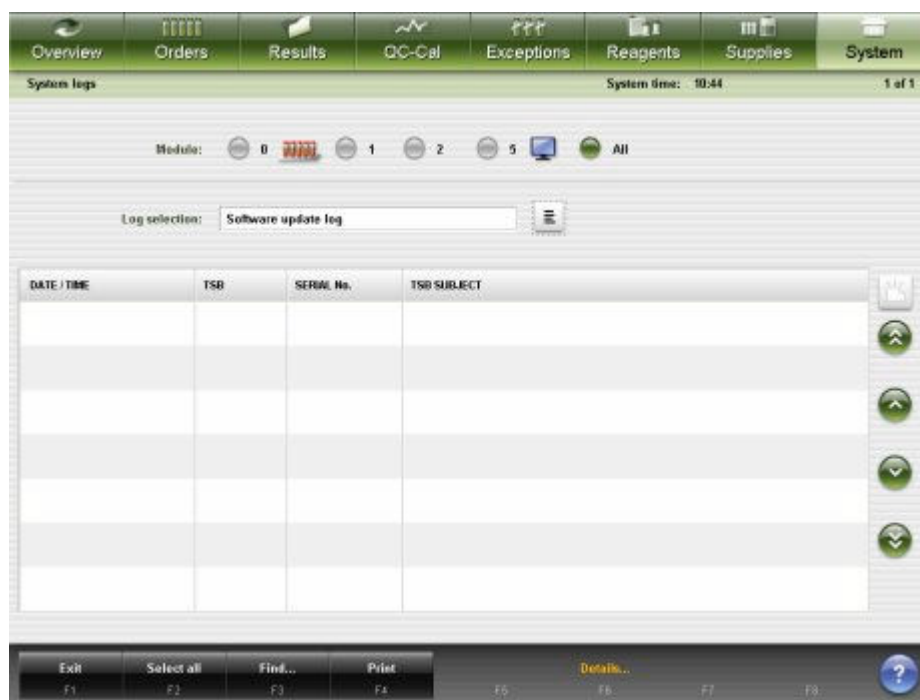 Overview Orders Results QC-Cal Exceptions Reagents Supplies System
System logs System time: 10:44 1 of 1
Module: 0 1 2 5 All
Log selection: Software update log
DATE / TIME TSB SERIAL No. TSB SUBJECT
Exit Select all Find... Print Details... ?
F1 F2 F3 F4 F5 F6 F7 F8